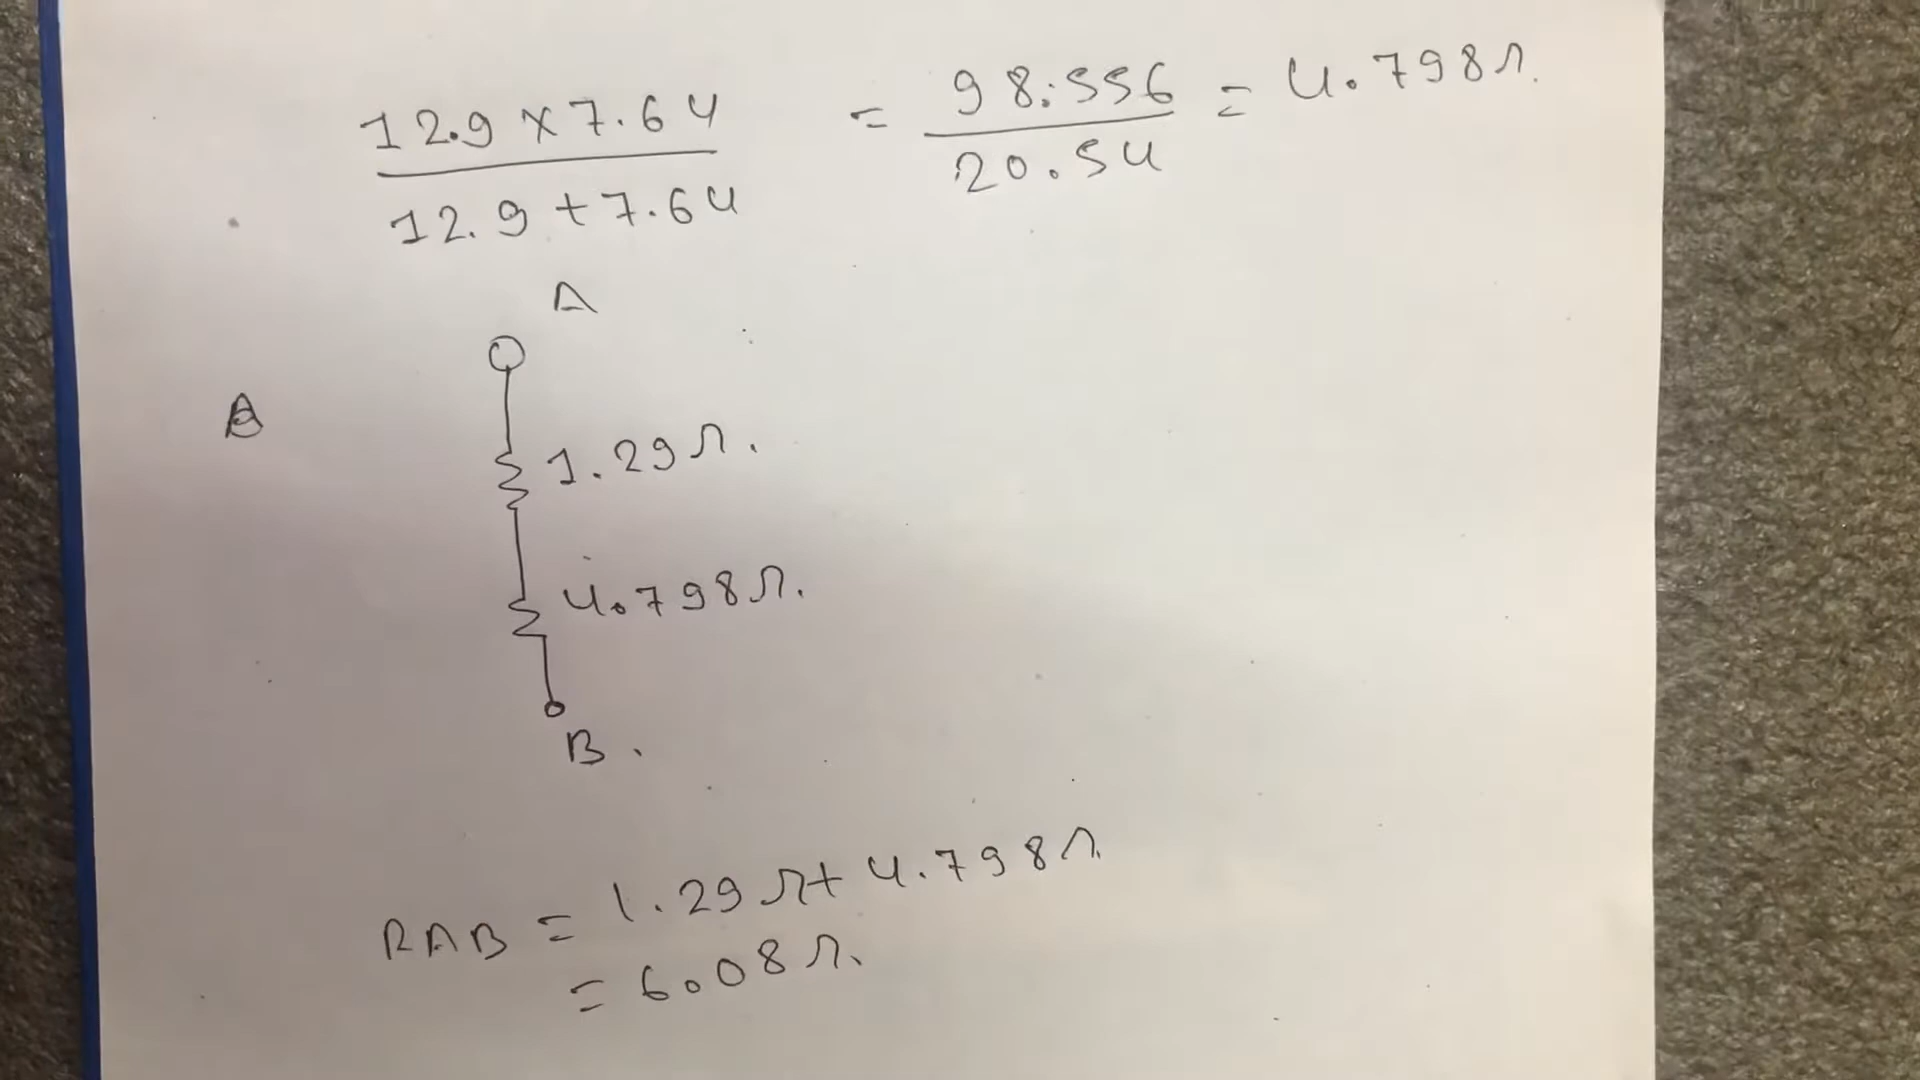 12.9 x 7.64 = 98.556 = 4.798Ω.
12.9 + 7.64 20.54
A
1.29Ω.
4.798Ω.
B.
RAB = 1.29Ω + 4.798Ω
= 6.08Ω.